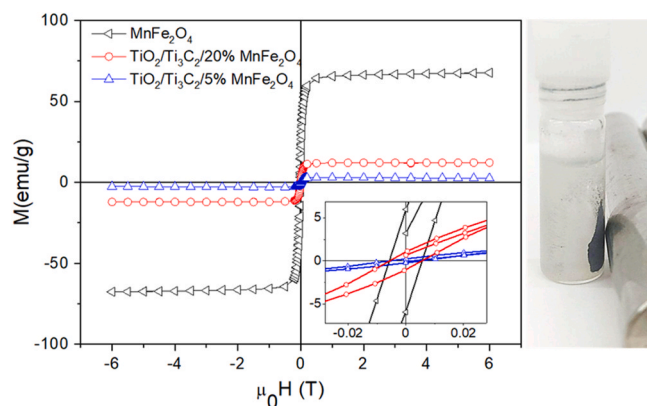 100
50
0
-50
-100
M(emu/g)
MnFe₂O₄
TiO₂/Ti₃C₂/20% MnFe₂O₄
TiO₂/Ti₃C₂/5% MnFe₂O₄
5
0
-5
-0.02 0 0.02
-6 -4 -2 0 2 4 6
μ₀H (T)